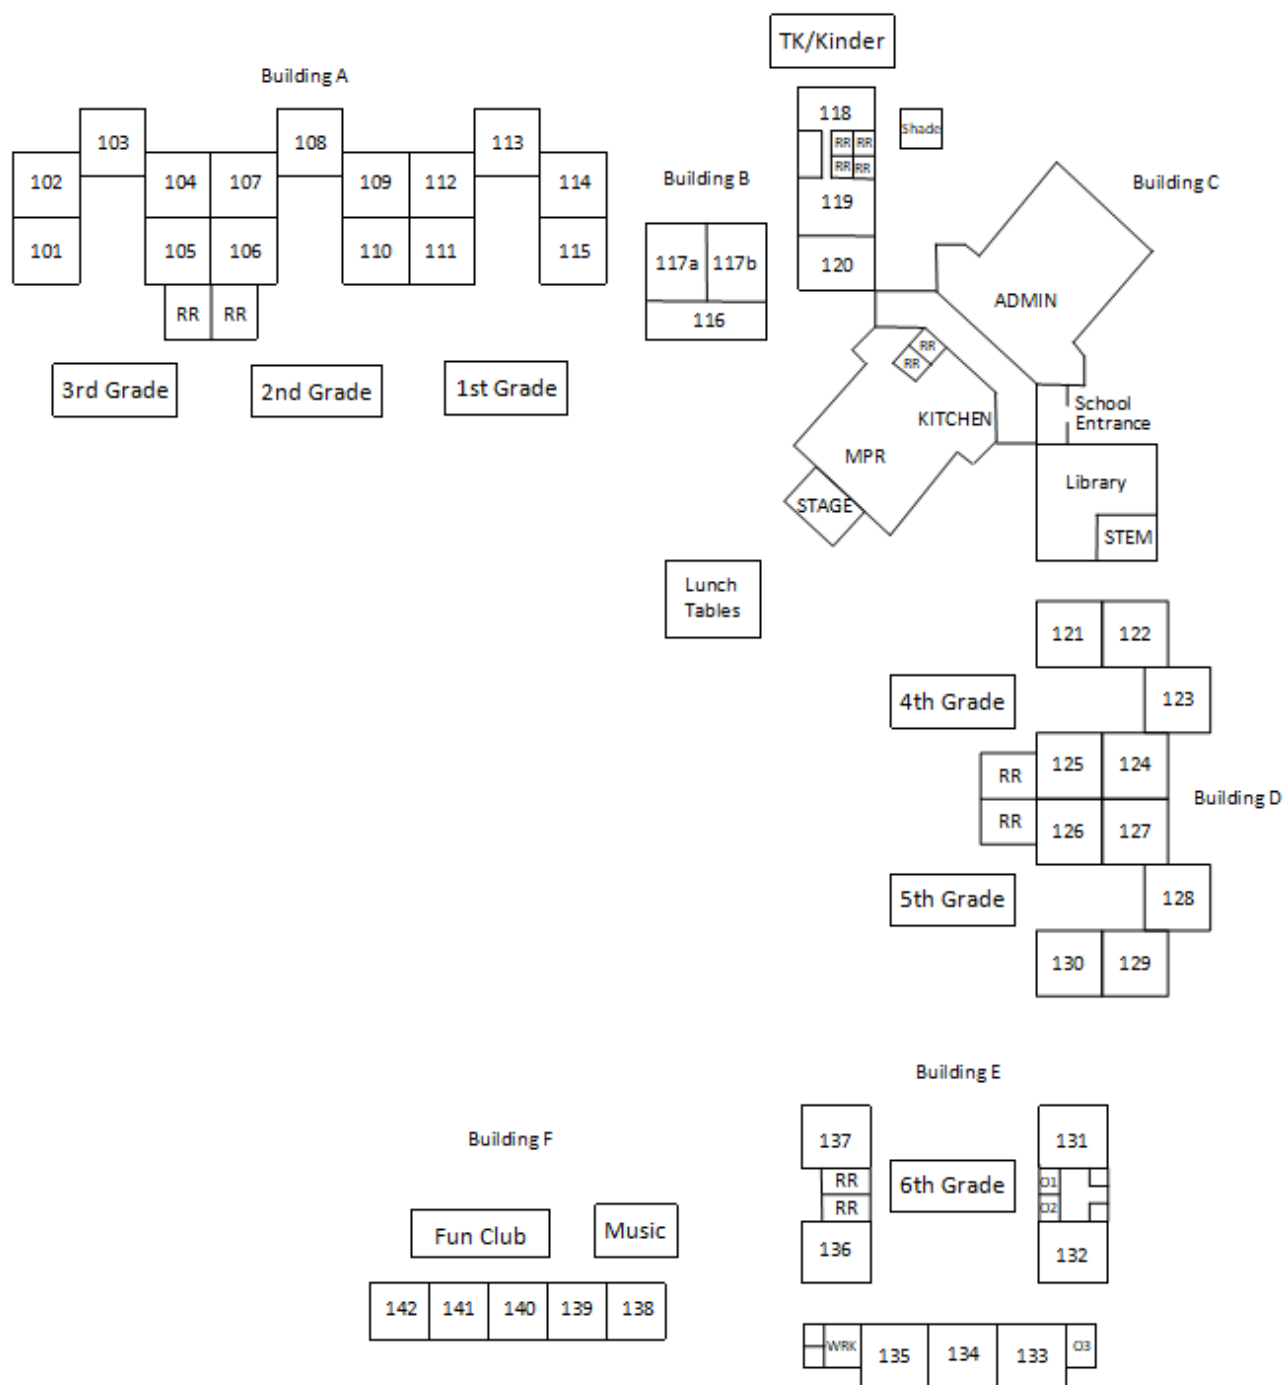 TK/Kinder
Building A
118
Shade
103
108
113
RR RR
RR RR
102
104
107
109
112
114
Building B
Building C
119
101
105
106
110
111
115
117a
117b
120
ADMIN
RR
RR
116
RR
RR
3rd Grade
2nd Grade
1st Grade
School
Entrance
KITCHEN
MPR
Library
STAGE
STEM
Lunch
Tables
121
122
4th Grade
123
125
124
RR
Building D
RR
126
127
5th Grade
128
130
129
Building E
Building F
137
131
RR
6th Grade
O1
RR
O2
Fun Club
Music
136
132
142
141
140
139
138
WRK
135
134
133
O3